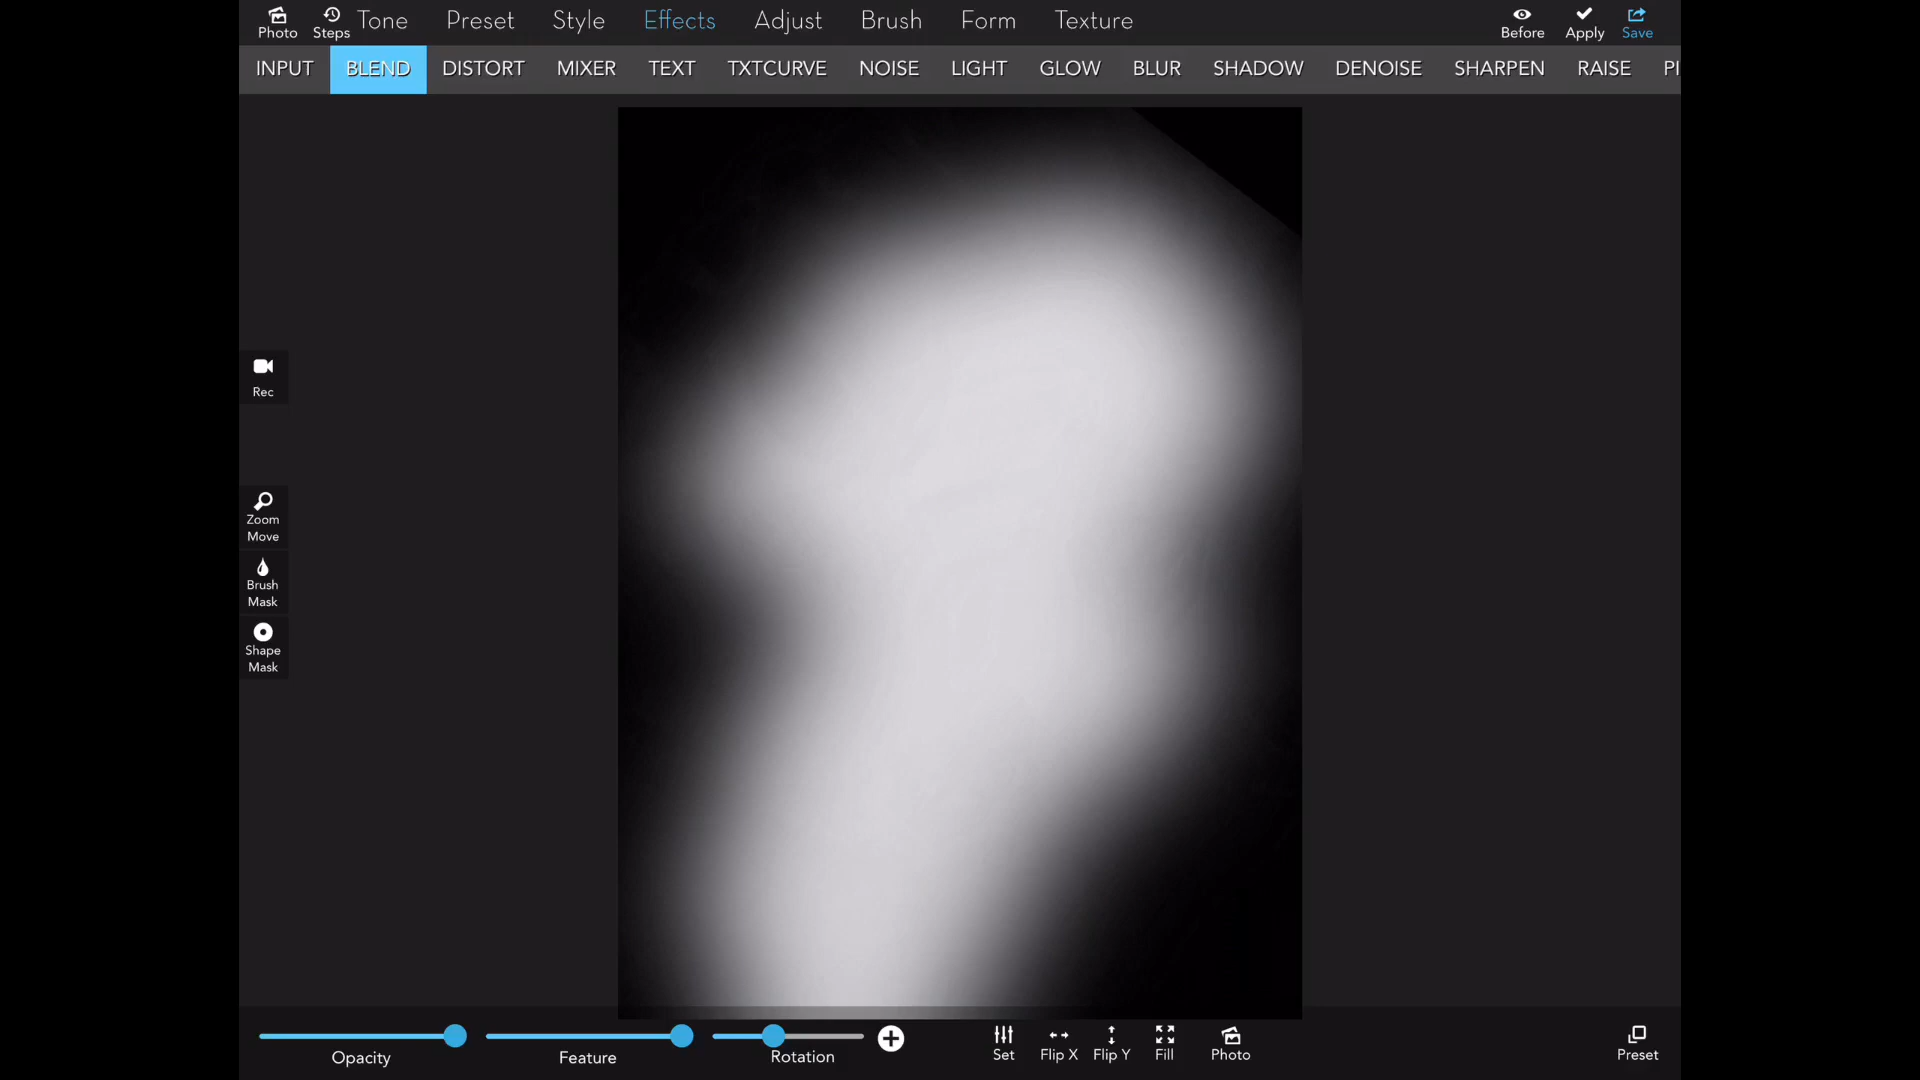 Photo Steps Tone Preset Style Effects Adjust Brush Form Texture Before Apply Save
INPUT BLEND DISTORT MIXER TEXT TXTCURVE NOISE LIGHT GLOW BLUR SHADOW DENOISE SHARPEN RAISE PI
Rec
Zoom
Move
Brush
Mask
Shape
Mask
Opacity Feature Rotation Set Flip X Flip Y Fill Photo Preset